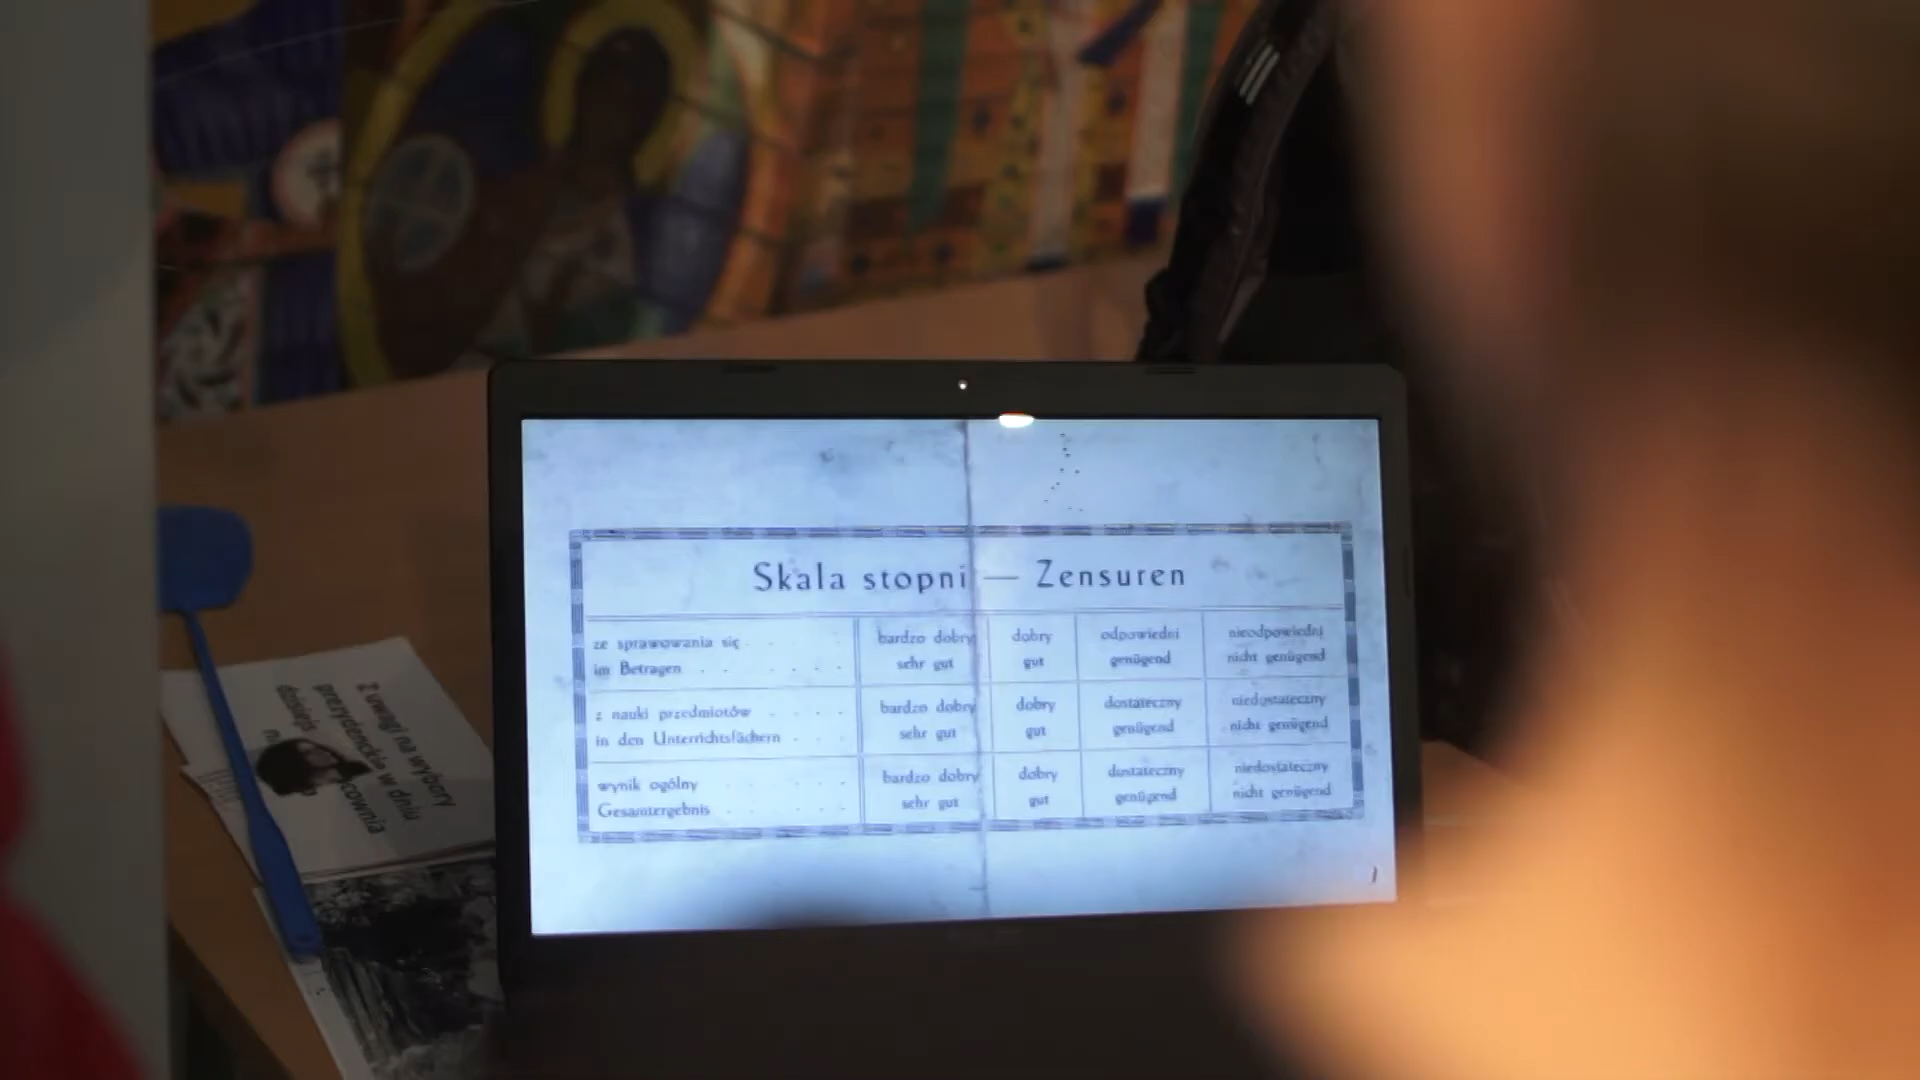 Skala stopni — Zensuren
ze sprawowania się
im Betragen
bardzo dobry
sehr gut
dobry
gut
odpowiedni
genügend
nieodpowiedni
nicht genügend
z nauki przedmiotów
in den Unterrichtsfächern
bardzo dobry
sehr gut
dobry
gut
dostateczny
genügend
niedostateczny
nicht genügend
wynik ogólny
Gesamtergebnis
bardzo dobry
sehr gut
dobry
gut
dostateczny
genügend
niedostateczny
nicht genügend
Z uwagi na wybory
prezydenckie w dniu
dzisiejs